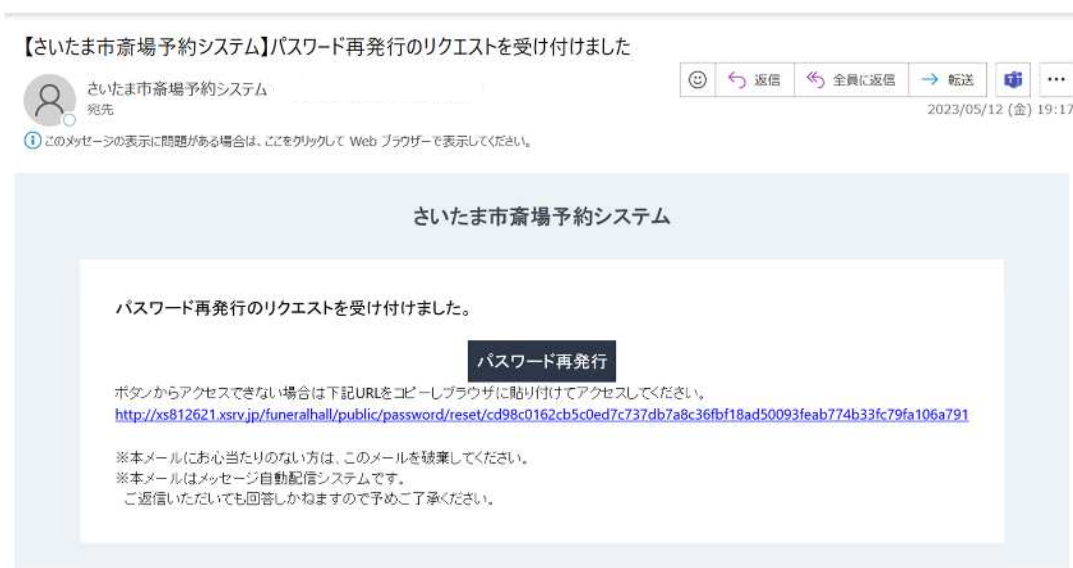 【さいたま市斎場予約システム】パスワード再発行のリクエストを受け付けました
さいたま市斎場予約システム
宛先
返信
全員に返信
転送
2023/05/12 (金) 19:17
このメッセージの表示に問題がある場合は、ここをクリックして Web ブラウザーで表示してください。
さいたま市斎場予約システム
パスワード再発行のリクエストを受け付けました。
パスワード再発行
ボタンからアクセスできない場合は下記URLをコピーしブラウザに貼り付けてアクセスしてください。
http://xs812621.xsrv.jp/funeralhall/public/password/reset/cd98c0162cb5c0ed7c737db7a8c36fbf18ad50093feab774b33fc79fa106a791
※本メールにお心当たりのない方は、このメールを破棄してください。
※本メールはメッセージ自動配信システムです。
ご返信いただいても回答しかねますので予めご了承ください。